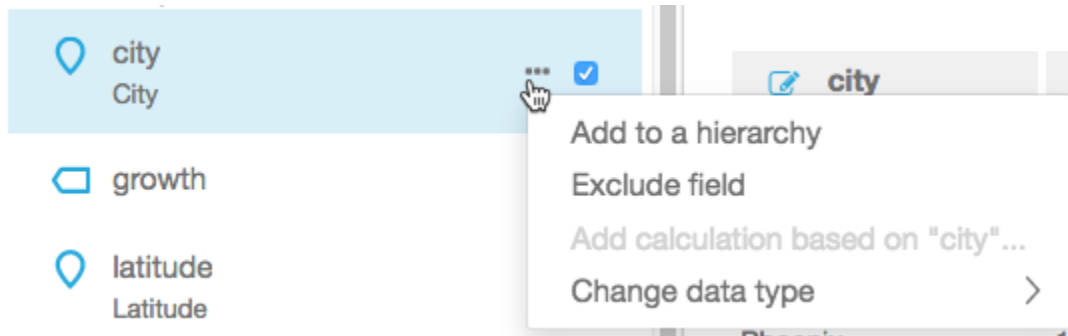 city
City
city
Add to a hierarchy
Exclude field
growth
Add calculation based on "city"...
latitude
Latitude
Change data type